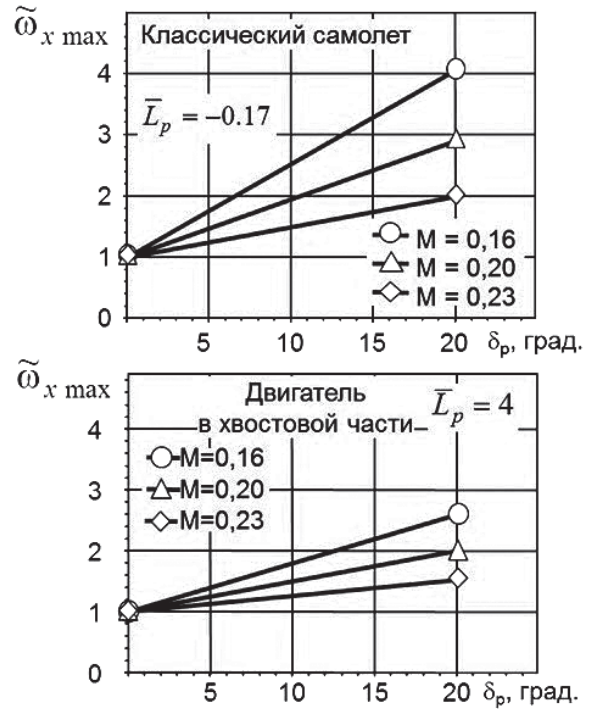 ω̃ x max
Классический самолет
4
L̅p = –0.17
3
2
1
0
M = 0,16
M = 0,20
M = 0,23
5 10 15 20 δp, град.
ω̃ x max
Двигатель
в хвостовой части
L̅p = 4
4
M=0,16
M=0,20
M=0,23
3
2
1
0
5 10 15 20 δp, град.